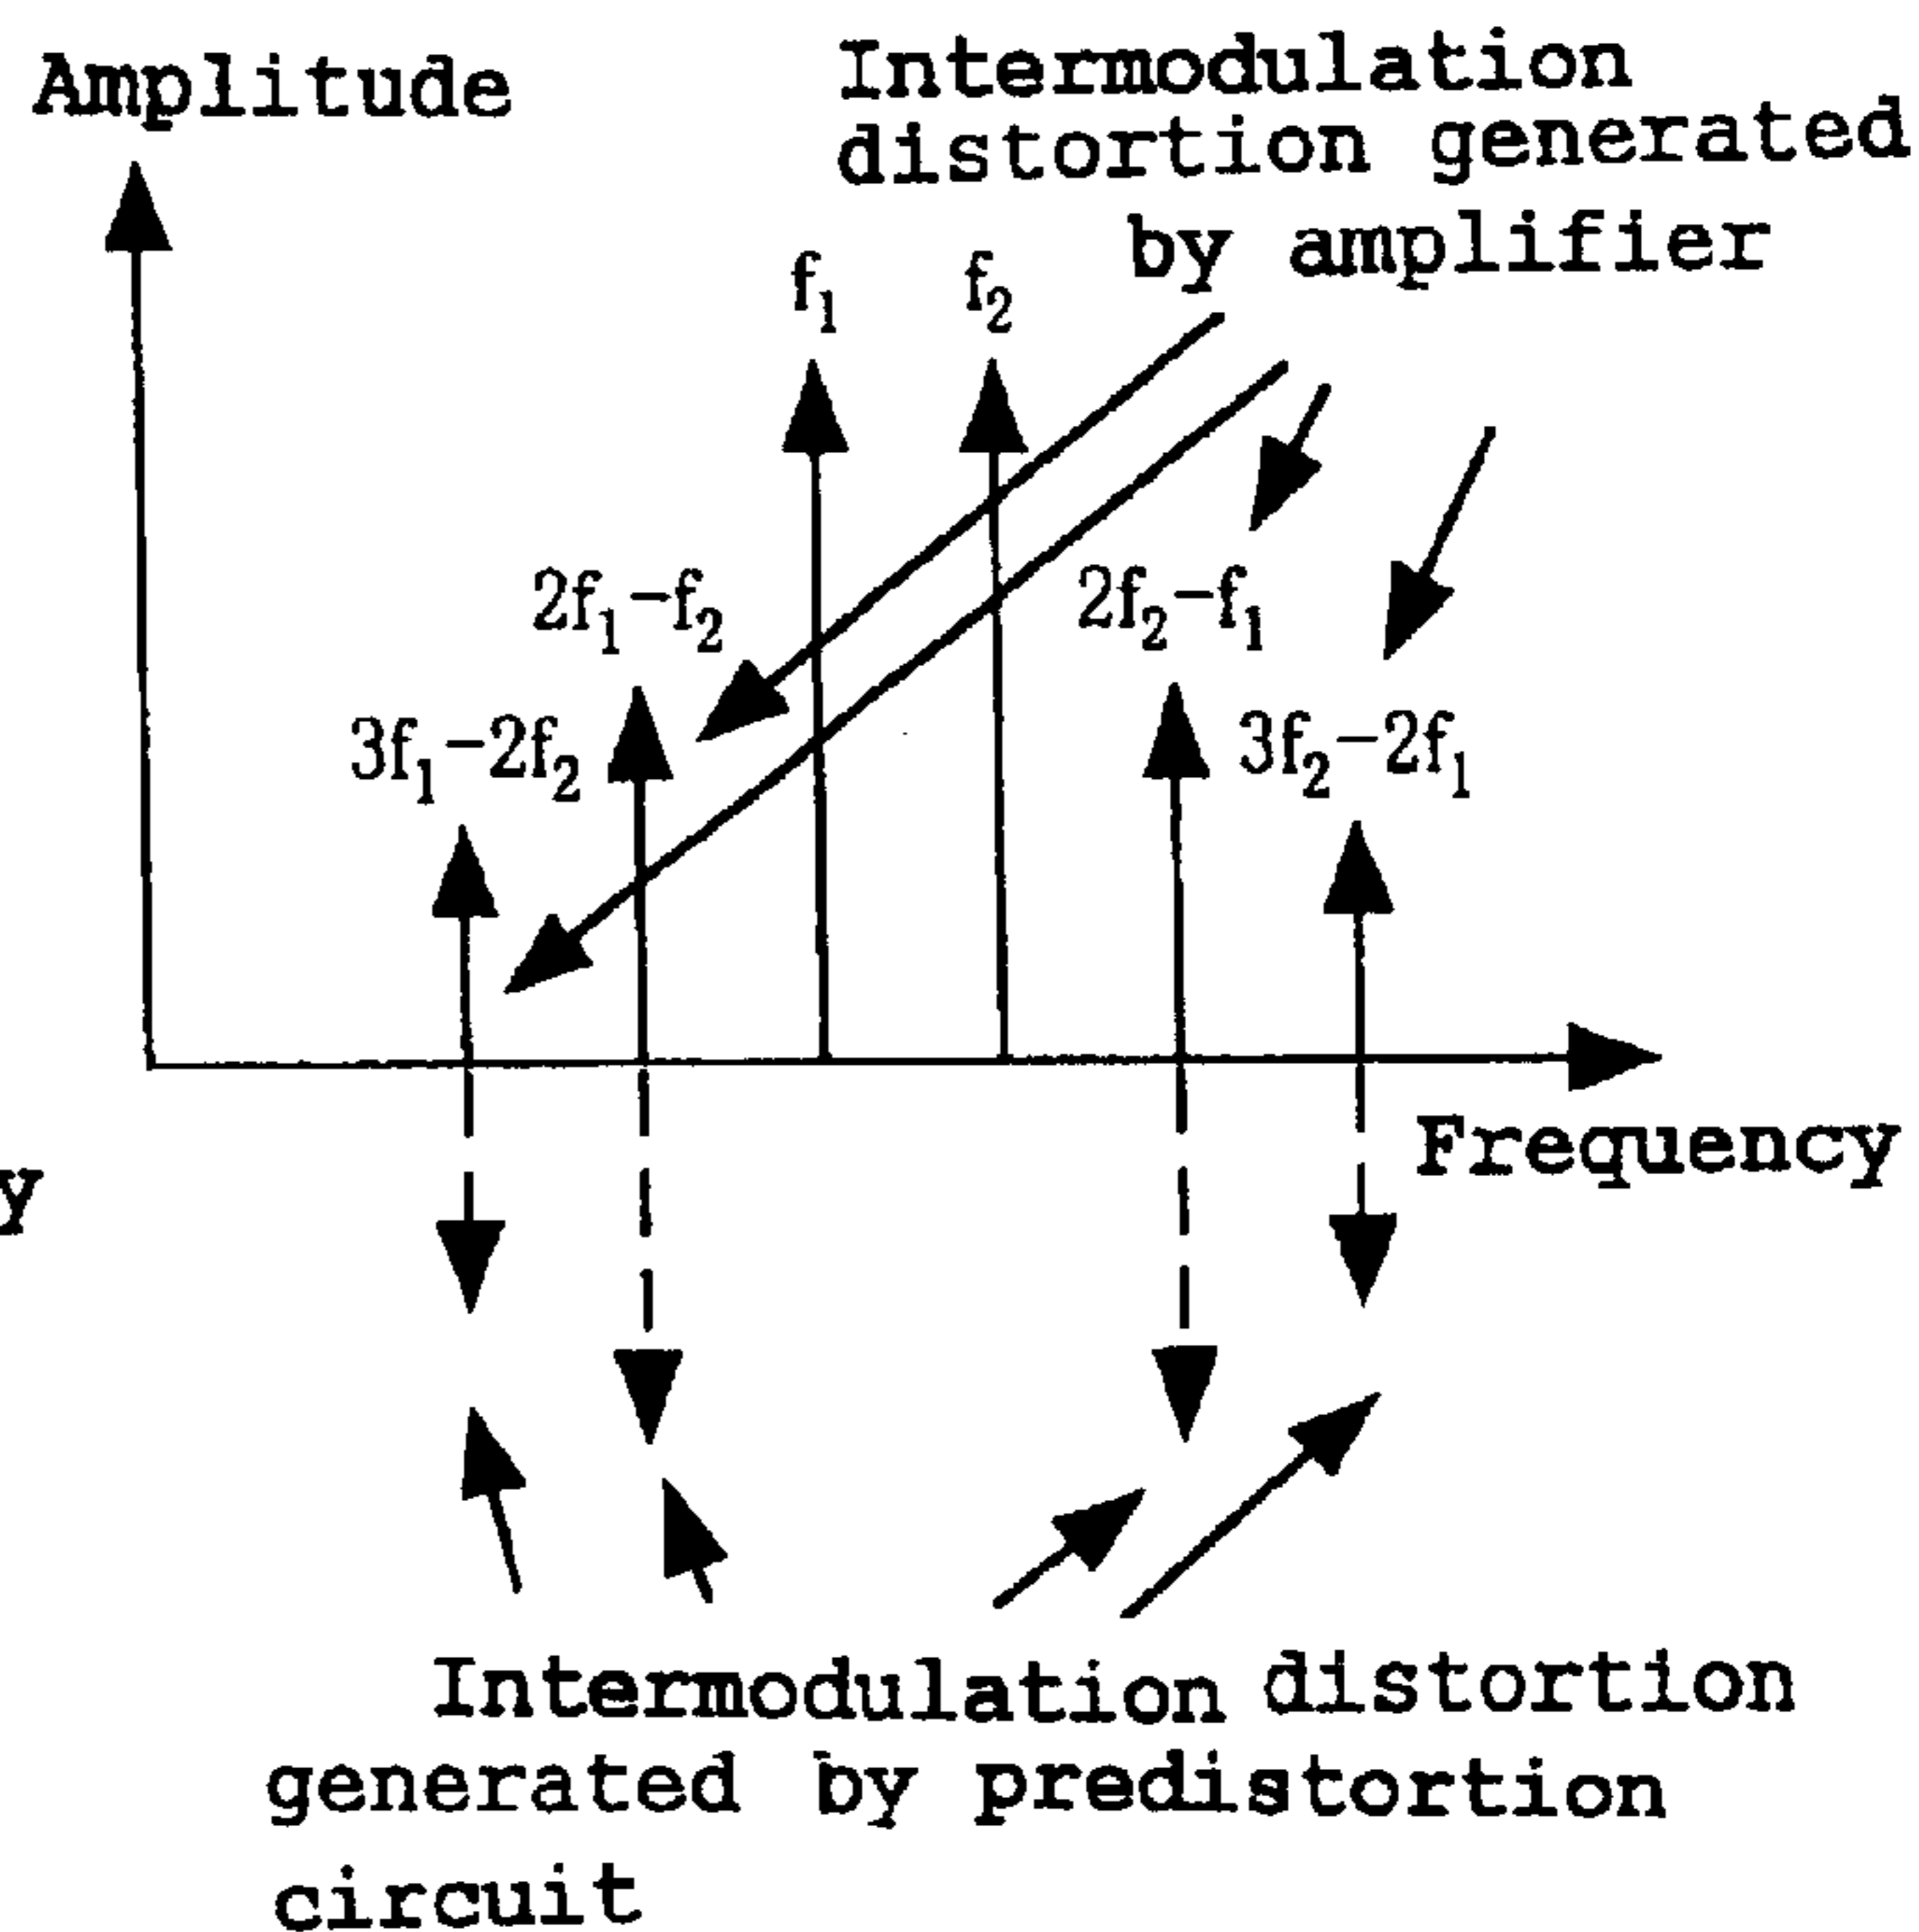 Amplitude
Intermodulation
distortion generated
by amplifier
f₁
f₂
2f₁-f₂
2f₂-f₁
3f₁-2f₂
3f₂-2f₁
Frequency
y
Intermodulation distortion
generated by predistortion
circuit